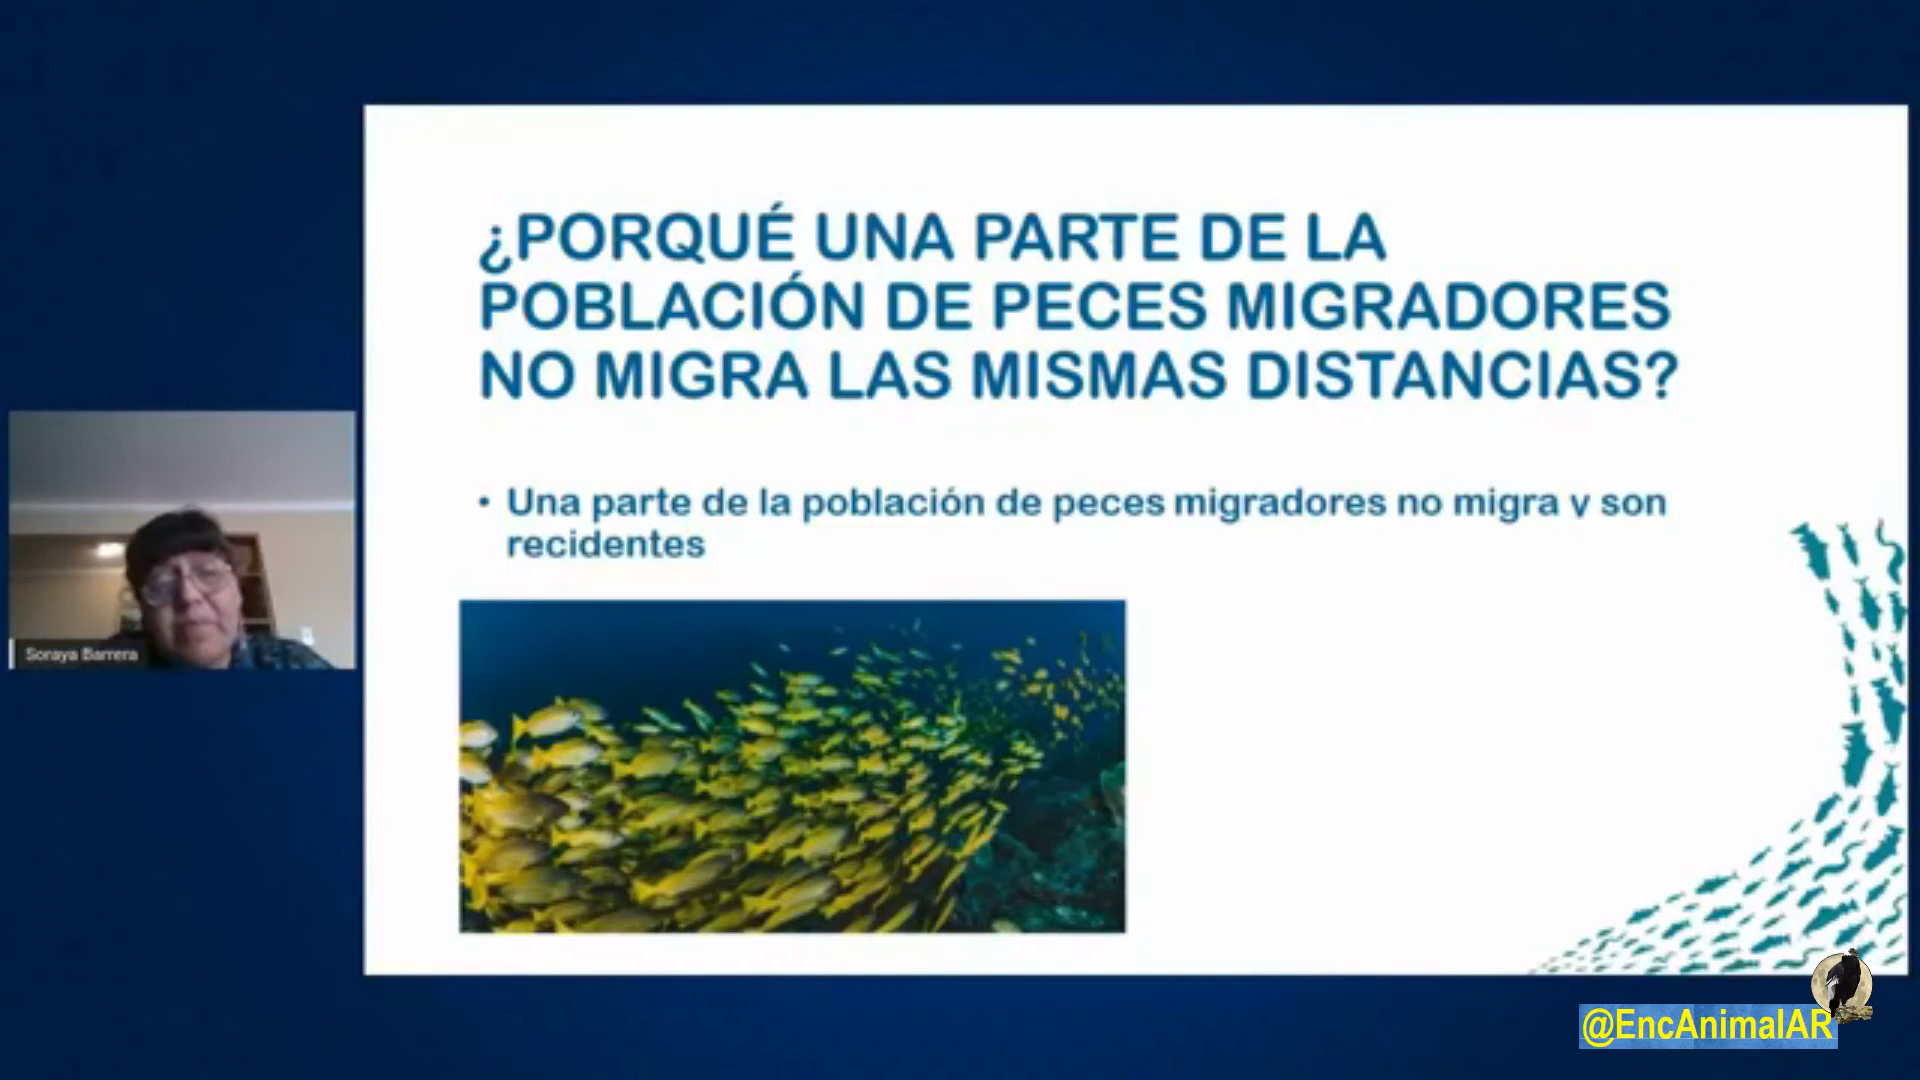 ¿PORQUÉ UNA PARTE DE LA
POBLACIÓN DE PECES MIGRADORES
NO MIGRA LAS MISMAS DISTANCIAS?
• Una parte de la población de peces migradores no migra y son
recidentes
Soraya Barrera
@EncAnimalAR